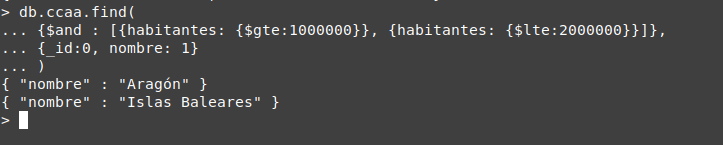 > db.ccaa.find(
... {$and : [{habitantes: {$gte:1000000}}, {habitantes: {$lte:2000000}}]},
... {_id:0, nombre: 1}
... )
{ "nombre" : "Aragón" }
{ "nombre" : "Islas Baleares" }
>